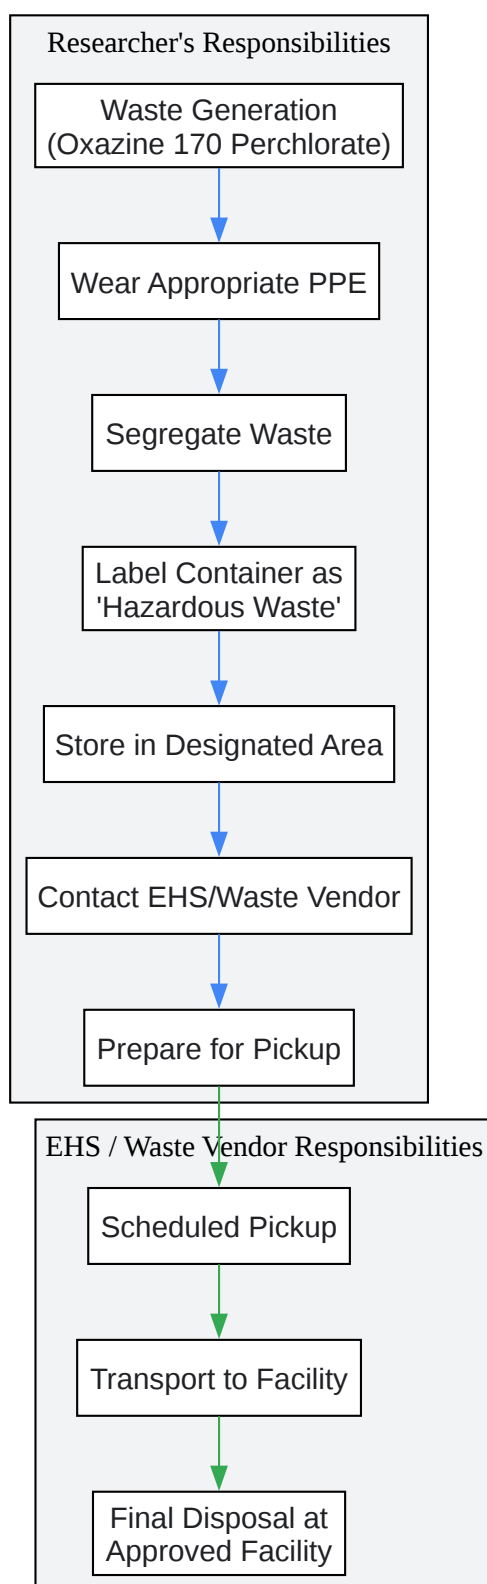 Researcher's Responsibilities
Waste Generation
(Oxazine 170 Perchlorate)
Wear Appropriate PPE
Segregate Waste
Label Container as
'Hazardous Waste'
Store in Designated Area
Contact EHS/Waste Vendor
Prepare for Pickup
EHS / Waste Vendor Responsibilities
Scheduled Pickup
Transport to Facility
Final Disposal at
Approved Facility